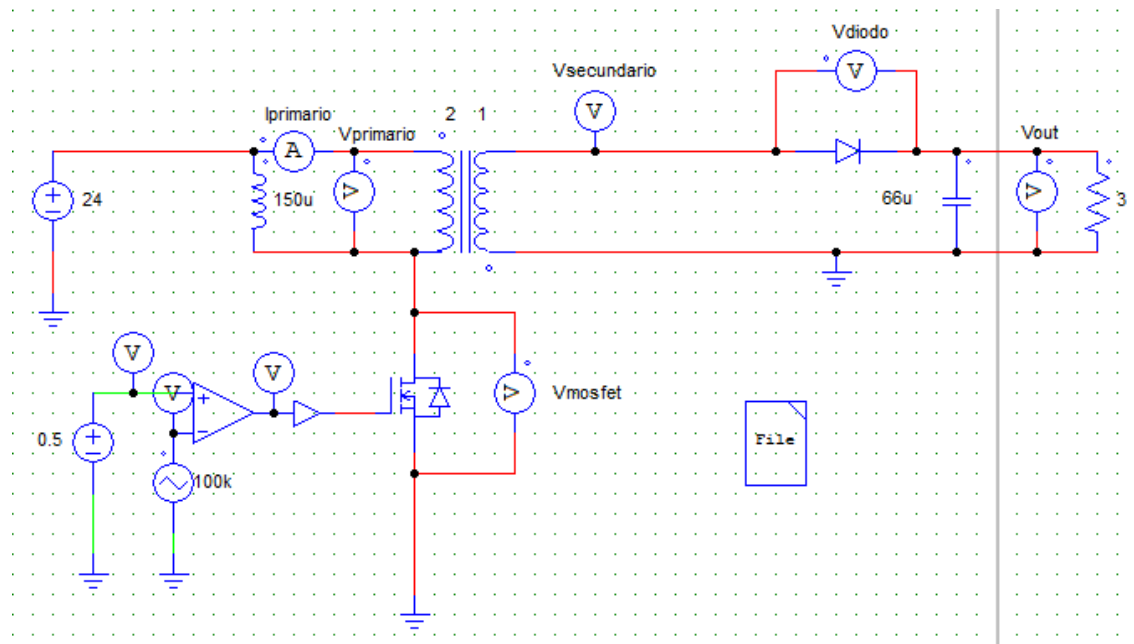 Vdiodo
V
Vsecundario
V
Iprimario
2 1
A
Vprimario
Vout
24
150u
V
66u
V
3
V
V
V
Vmosfet
V
0.5
100k
File